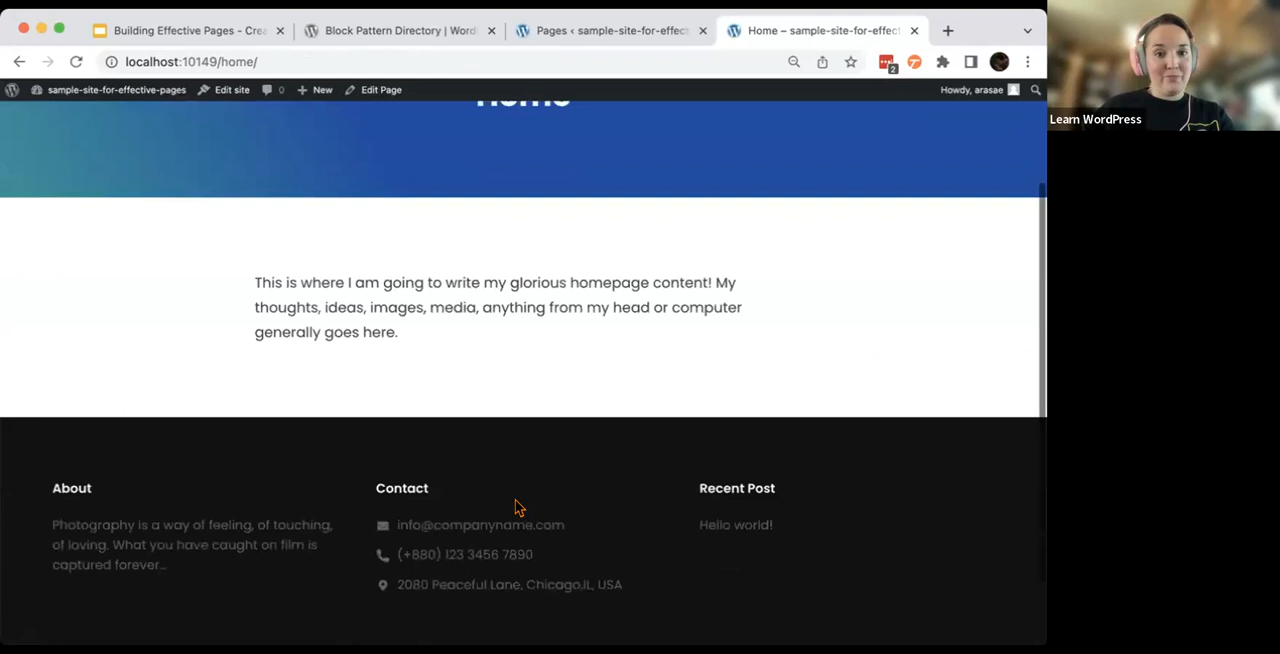 Building Effective Pages - Crea
Block Pattern Directory | Word
Pages ‹ sample-site-for-effect
Home – sample-site-for-effect
localhost:10149/home/
2
sample-site-for-effective-pages
Edit site
0
New
Edit Page
Howdy, arasae
Home
Learn WordPress
This is where I am going to write my glorious homepage content! My
thoughts, ideas, images, media, anything from my head or computer
generally goes here.
About
Photography is a way of feeling, of touching,
of loving. What you have caught on film is
captured forever...
Contact
info@companyname.com
(+880) 123 3456 7890
2080 Peaceful Lane, Chicago,IL, USA
Recent Post
Hello world!